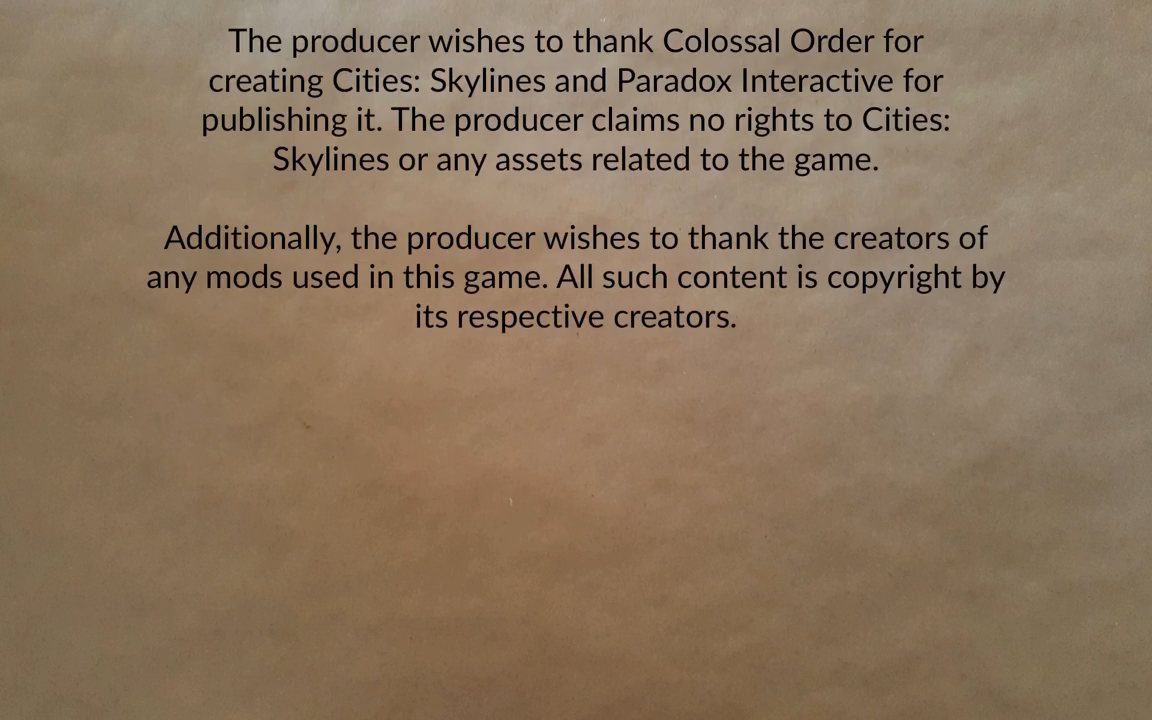 The producer wishes to thank Colossal Order for
creating Cities: Skylines and Paradox Interactive for
publishing it. The producer claims no rights to Cities:
Skylines or any assets related to the game.
Additionally, the producer wishes to thank the creators of
any mods used in this game. All such content is copyright by
its respective creators.